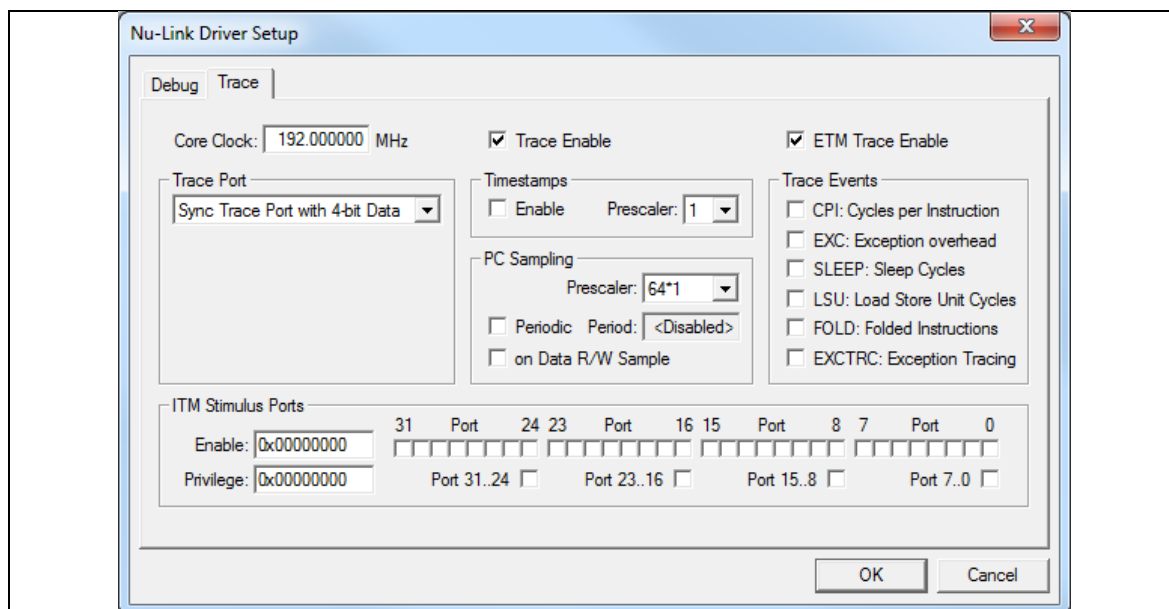 Nu-Link Driver Setup
Debug Trace
Core Clock: 192.000000 MHz
Trace Enable
ETM Trace Enable
Trace Port
Sync Trace Port with 4-bit Data
Timestamps
Enable Prescaler: 1
PC Sampling
Prescaler: 64*1
Periodic Period: <Disabled>
on Data R/W Sample
Trace Events
CPI: Cycles per Instruction
EXC: Exception overhead
SLEEP: Sleep Cycles
LSU: Load Store Unit Cycles
FOLD: Folded Instructions
EXCTRC: Exception Tracing
ITM Stimulus Ports
31 Port 24 23 Port 16 15 Port 8 7 Port 0
Enable: 0x00000000
Privilege: 0x00000000 Port 31..24 Port 23..16 Port 15..8 Port 7..0
OK Cancel